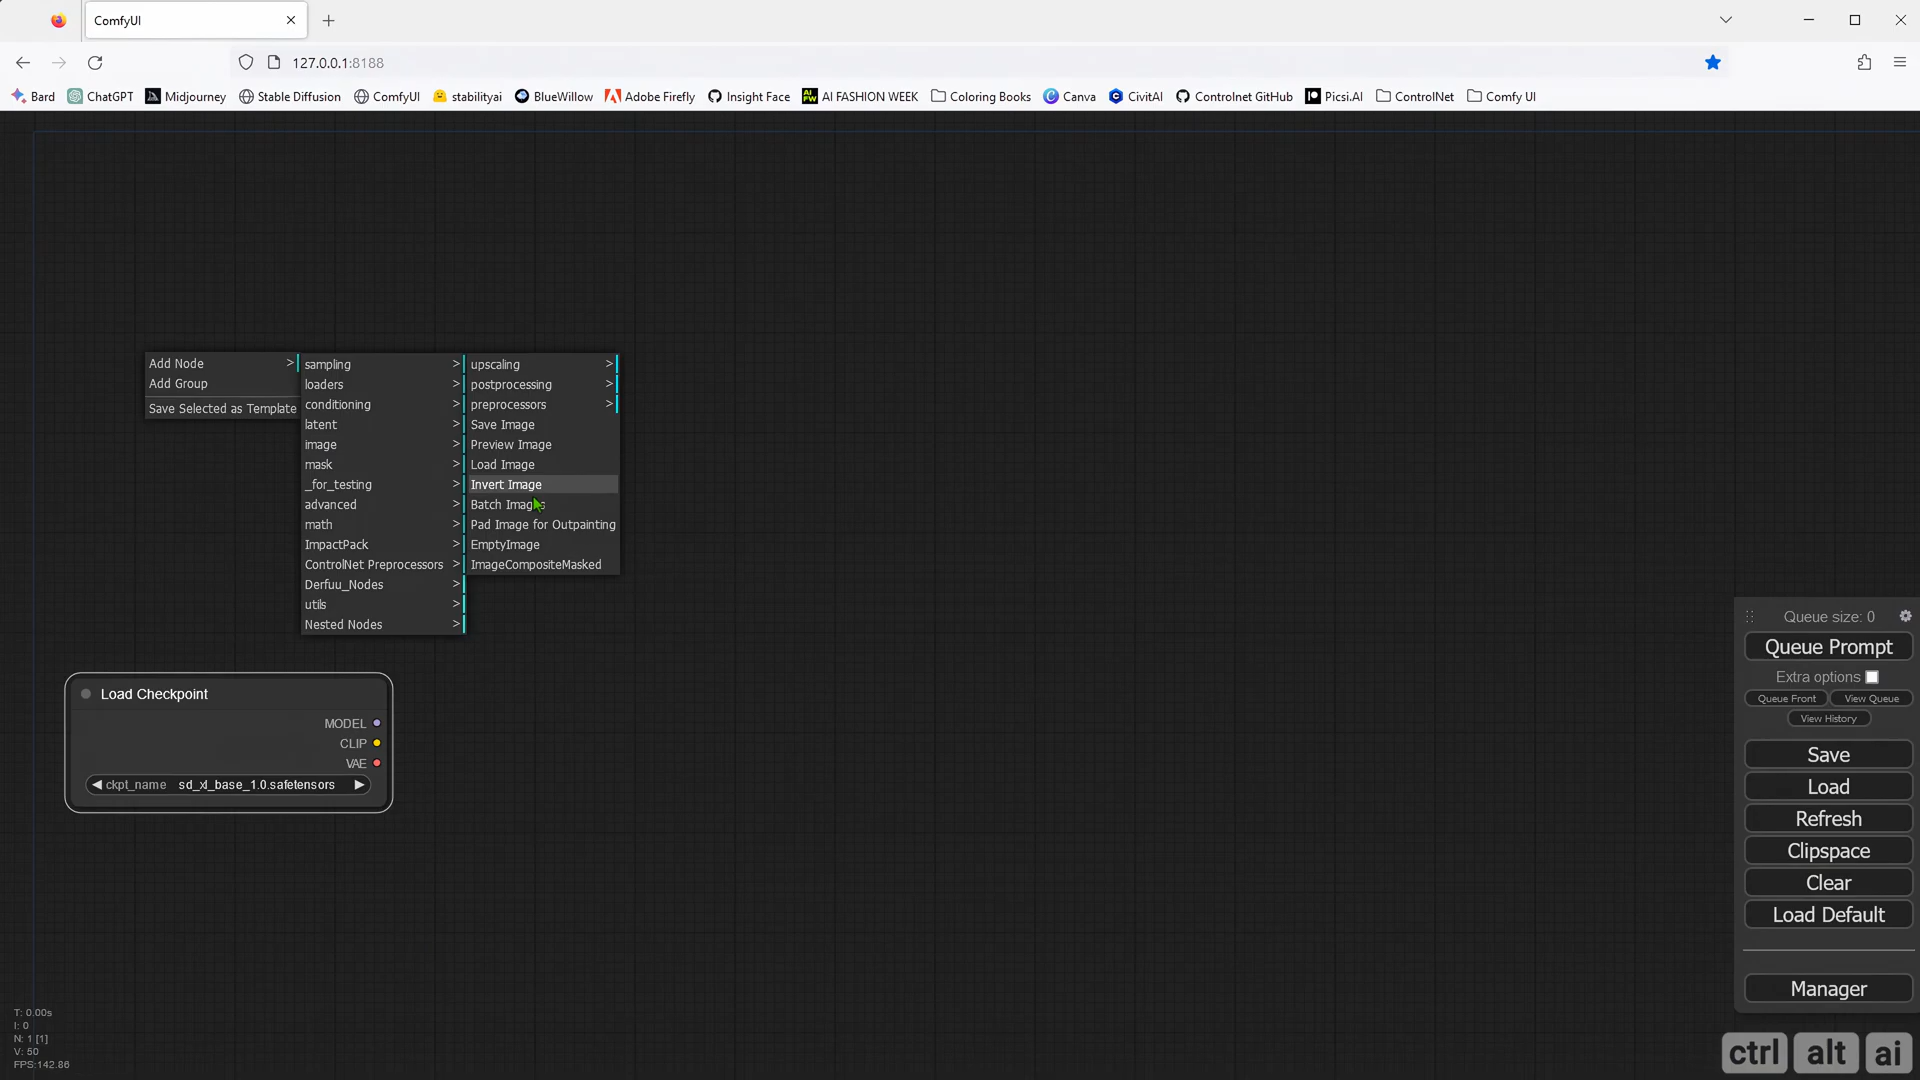 ComfyUI
127.0.0.1:8188
Bard ChatGPT Midjourney Stable Diffusion ComfyUI stabilityai BlueWillow Adobe Firefly Insight Face AI FASHION WEEK Coloring Books Canva CivitAI Controlnet GitHub Picsi.AI ControlNet Comfy UI
Add Node >
Add Group
Save Selected as Template
sampling >
loaders >
conditioning >
latent >
image >
mask >
_for_testing >
advanced >
math >
ImpactPack >
ControlNet Preprocessors >
Derfuu_Nodes >
utils >
Nested Nodes >
upscaling >
postprocessing >
preprocessors >
Save Image
Preview Image
Load Image
Invert Image
Batch Images
Pad Image for Outpainting
EmptyImage
ImageCompositeMasked
Load Checkpoint
MODEL
CLIP
VAE
ckpt_name sd_xl_base_1.0.safetensors
Queue size: 0
Queue Prompt
Extra options
Queue Front View Queue
View History
Save
Load
Refresh
Clipspace
Clear
Load Default
Manager
T: 0.00s
I: 0
N: 1 [1]
V: 50
FPS:142.86
ctrl alt ai